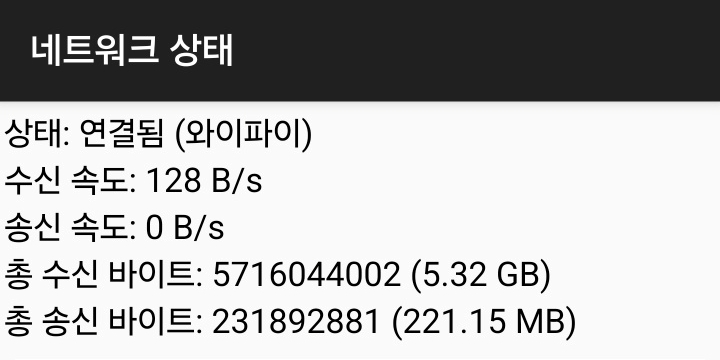 네트워크 상태
상태: 연결됨 (와이파이)
수신 속도: 128 B/s
송신 속도: 0 B/s
총 수신 바이트: 5716044002 (5.32 GB)
총 송신 바이트: 231892881 (221.15 MB)